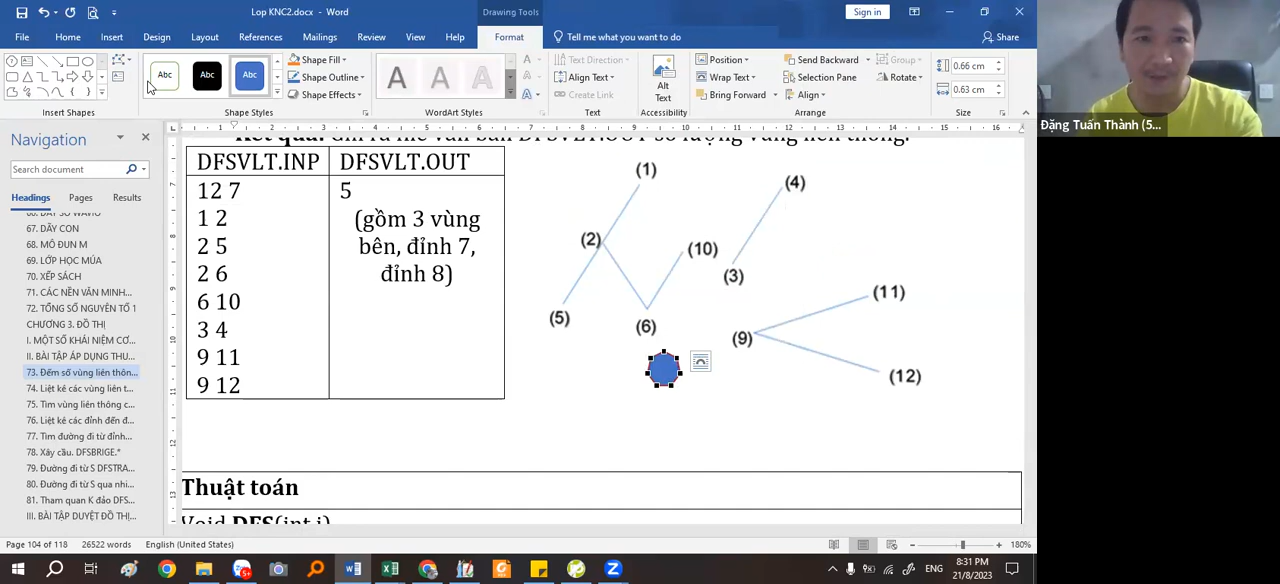 Lop KNC2.docx - Word
Drawing Tools
Sign in
File Home Insert Design Layout References Mailings Review View Help Format Tell me what you want to do Share
Abc Abc Abc
Shape Fill
Shape Outline
Shape Effects
A A A
Text Direction
Align Text
Create Link
Alt Text
Position
Wrap Text
Bring Forward
Send Backward
Selection Pane
Align
Group
Rotate
0.66 cm
0.63 cm
Insert Shapes Shape Styles WordArt Styles Text Accessibility Arrange Size
Đặng Tuấn Thành (5...
Navigation
Search document
Headings Pages Results
67. DÃY CON
68. MÔ ĐUN M
69. LỚP HỌC MÚA
70. XẾP SÁCH
71. CÁC NỀN VĂN MINH...
72. TỔNG SỐ NGUYÊN TỐ 1
CHƯƠNG 3. ĐỒ THỊ
I. MỘT SỐ KHÁI NIỆM CƠ...
II. BÀI TẬP ÁP DỤNG THU...
73. Đếm số vùng liên thôn...
74. Liệt kê các vùng liên t...
75. Tìm vùng liên thông c...
76. Liệt kê các đỉnh đến đ...
77. Tìm đường đi từ đỉnh...
78. Xây cầu. DFSBRIGE.*
79. Đường đi từ S DFSTRA...
80. Đường đi từ S qua nhi...
81. Tham quan K đảo DFS...
III. BÀI TẬP DUYỆT ĐỒ THỊ...
DFSVLT.INP DFSVLT.OUT
12 7
1 2
2 5
2 6
6 10
3 4
9 11
9 12
5
(gồm 3 vùng
bên, đỉnh 7,
đỉnh 8)
(1)
(4)
(2)
(10)
(3)
(11)
(5)
(6)
(9)
(12)
Thuật toán
Void DFS(int i)
Page 104 of 118 26522 words English (United States)
180%
ENG
8:31 PM
21/8/2023